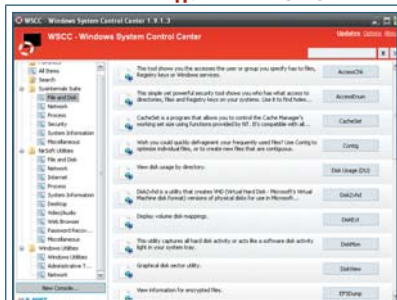 WSCC - Windows System Control Center 1.9.1.3
WSCC - Windows System Control Center
Updates Options
All Items
Search
Sysinternals Suite
File and Disk
Network
Process
Security
System Information
Miscellaneous
NirSoft Utilities
File and Disk
Network
Internet
Process
System Information
Desktop
Video/Audio
Web Browser
Password Recov...
Miscellaneous
Windows Utilities
Windows Utilities
Administrative T...
Network
New Console...
This tool shows you the accesses the user or group you specify has to files, Registry keys or Windows services.
AccessChk
This simple yet powerful security tool shows you who has what access to directories, files and Registry keys on your systems. Use it to find holes...
AccessEnum
CacheSet is a program that allows you to control the Cache Manager's working set size using functions provided by NT. It's compatible with all...
CacheSet
Wish you could quickly defragment your frequently used files? Use Contig to optimize individual files, or to create new files that are contiguous.
Contig
View disk usage by directory.
Disk Usage (DU)
Disk2vhd is a utility that creates VHD (Virtual Hard Disk - Microsoft's Virtual Machine disk format) versions of physical disks for use in Microsoft...
Disk2vhd
Display volume disk-mappings.
DiskExt
This utility captures all hard disk activity or acts like a software disk activity light in your system tray.
DiskMon
Graphical disk sector utility.
DiskView
View information for encrypted files.
EFSDump